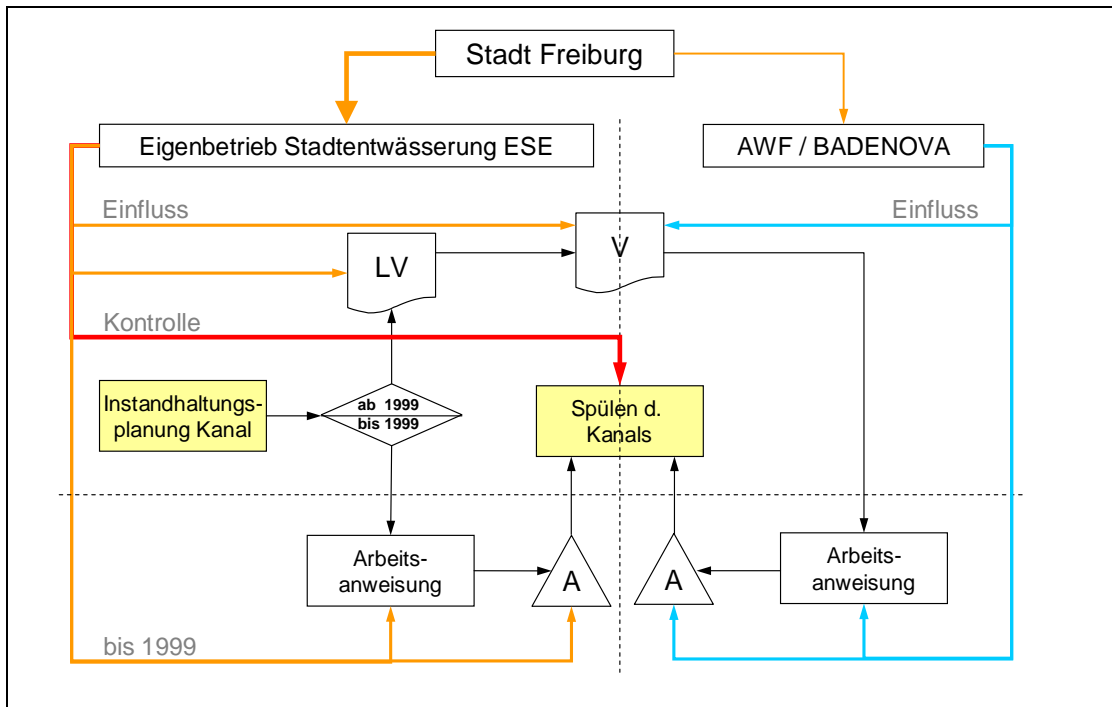 Stadt Freiburg
Eigenbetrieb Stadtentwässerung ESE
AWF / BADENOVA
Einfluss
Einfluss
V
LV
Kontrolle
Instandhaltungs-
planung Kanal
ab 1999
bis 1999
Spülen d.
Kanals
Arbeits-
anweisung
A
A
Arbeits-
anweisung
bis 1999